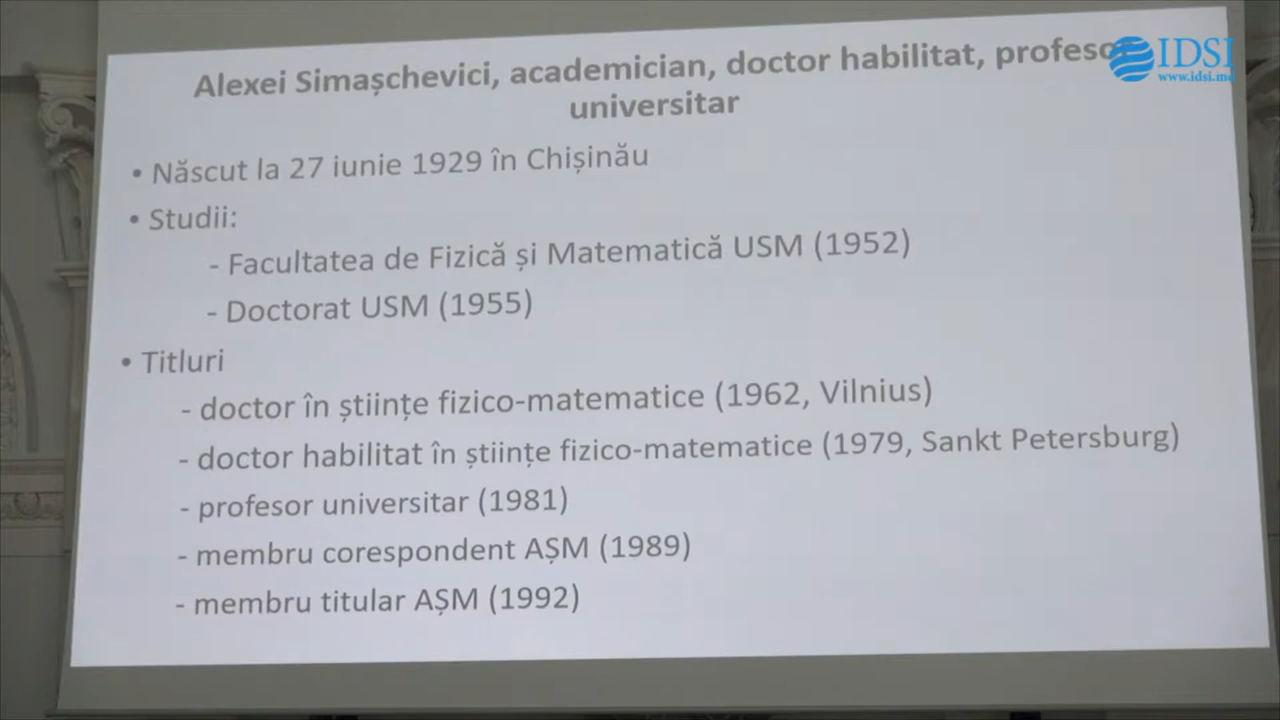 Alexei Simașchevici, academician, doctor habilitat, profesor
universitar
• Născut la 27 iunie 1929 în Chișinău
• Studii:
- Facultatea de Fizică și Matematică USM (1952)
- Doctorat USM (1955)
• Titluri
- doctor în științe fizico-matematice (1962, Vilnius)
- doctor habilitat în științe fizico-matematice (1979, Sankt Petersburg)
- profesor universitar (1981)
- membru corespondent AȘM (1989)
- membru titular AȘM (1992)
IDSI
www.idsi.md